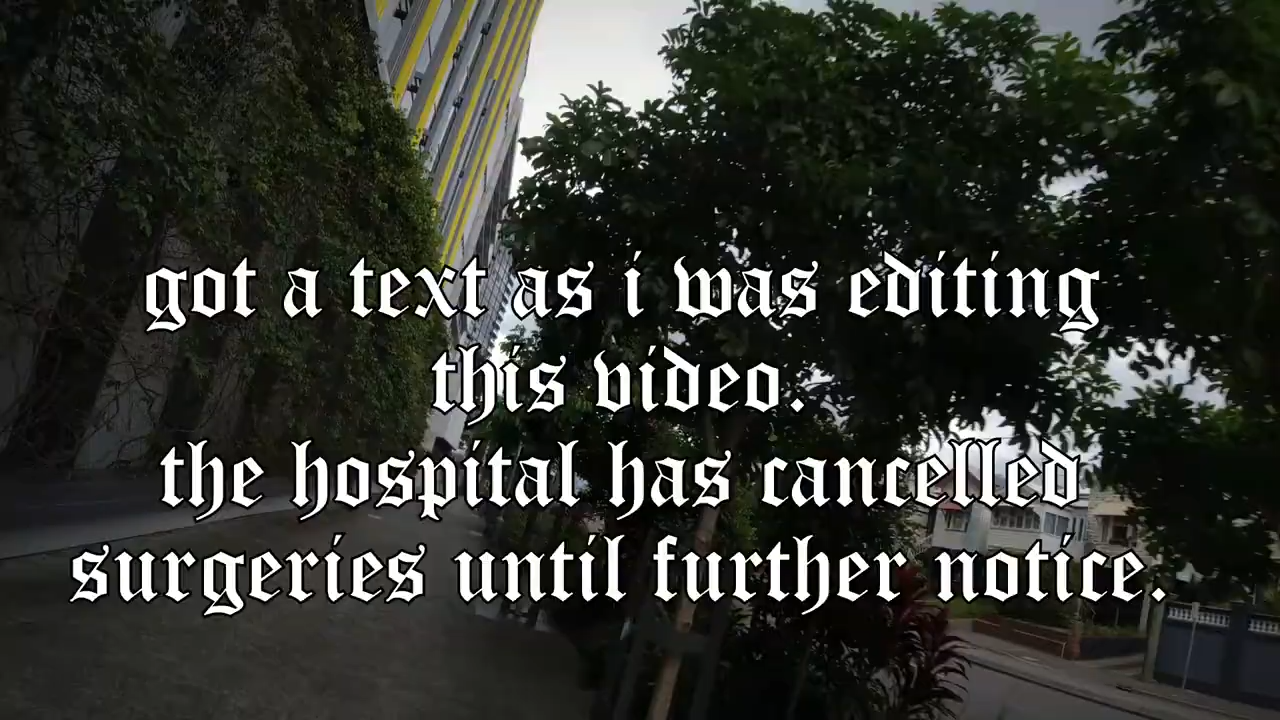 got a text as i was editing
this video.
the hospital has cancelled
surgeries until further notice.